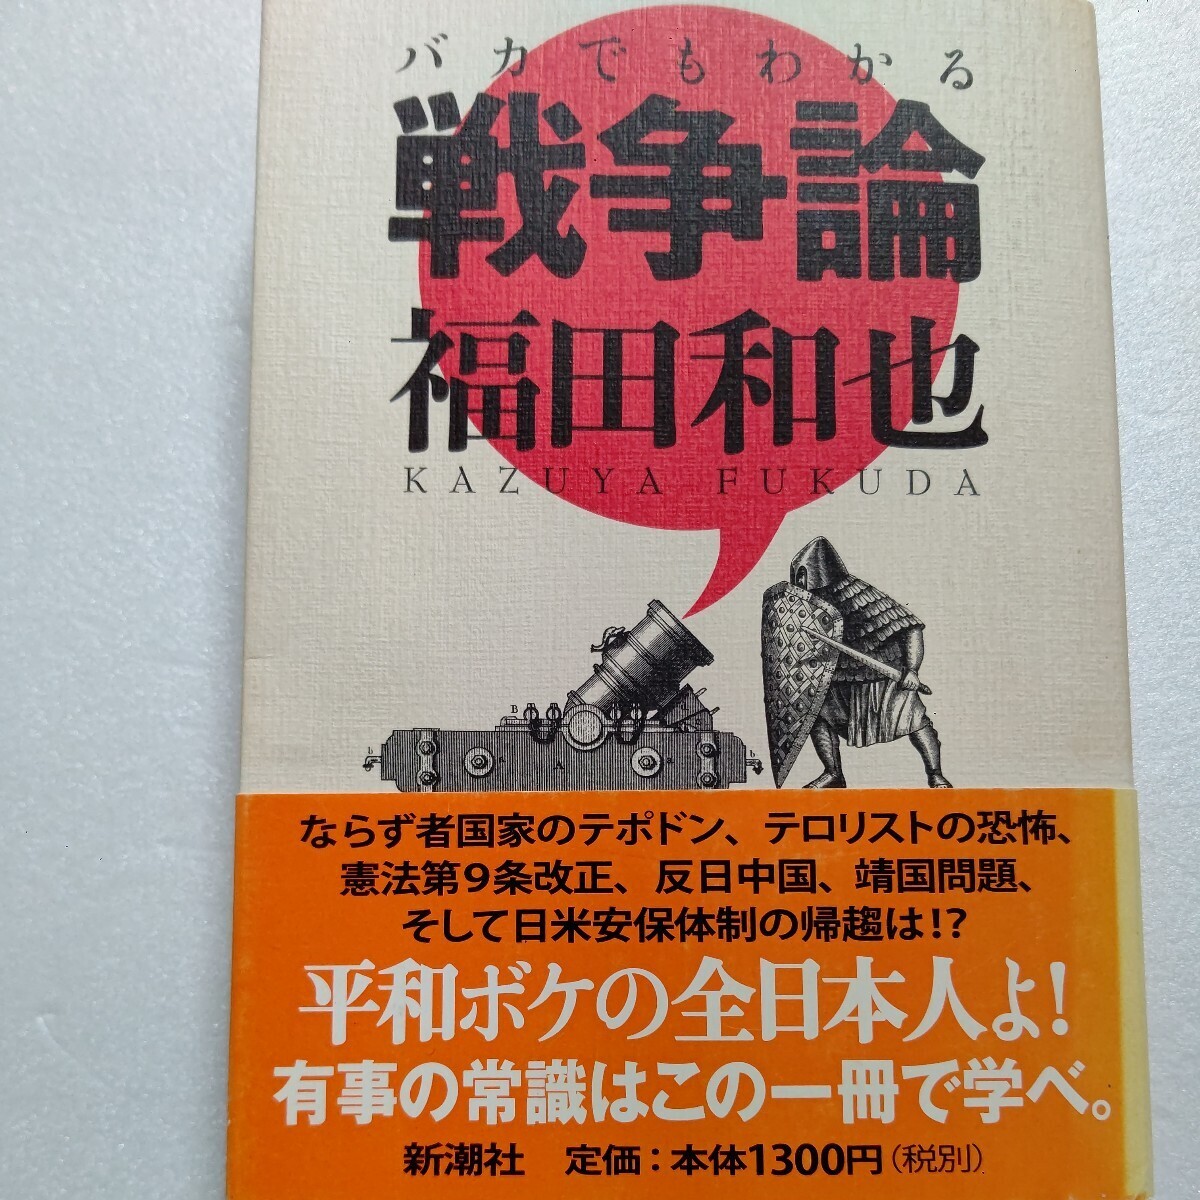 バカでもわかる
戦争論
福田和也
KAZUYA FUKUDA
B
b
a
A
a
b
ならず者国家のテポドン、テロリストの恐怖、
憲法第9条改正、反日中国、靖国問題、
そして日米安保体制の帰趨は!?
平和ボケの全日本人よ!
有事の常識はこの一冊で学べ。
新潮社 定価:本体1300円(税別)